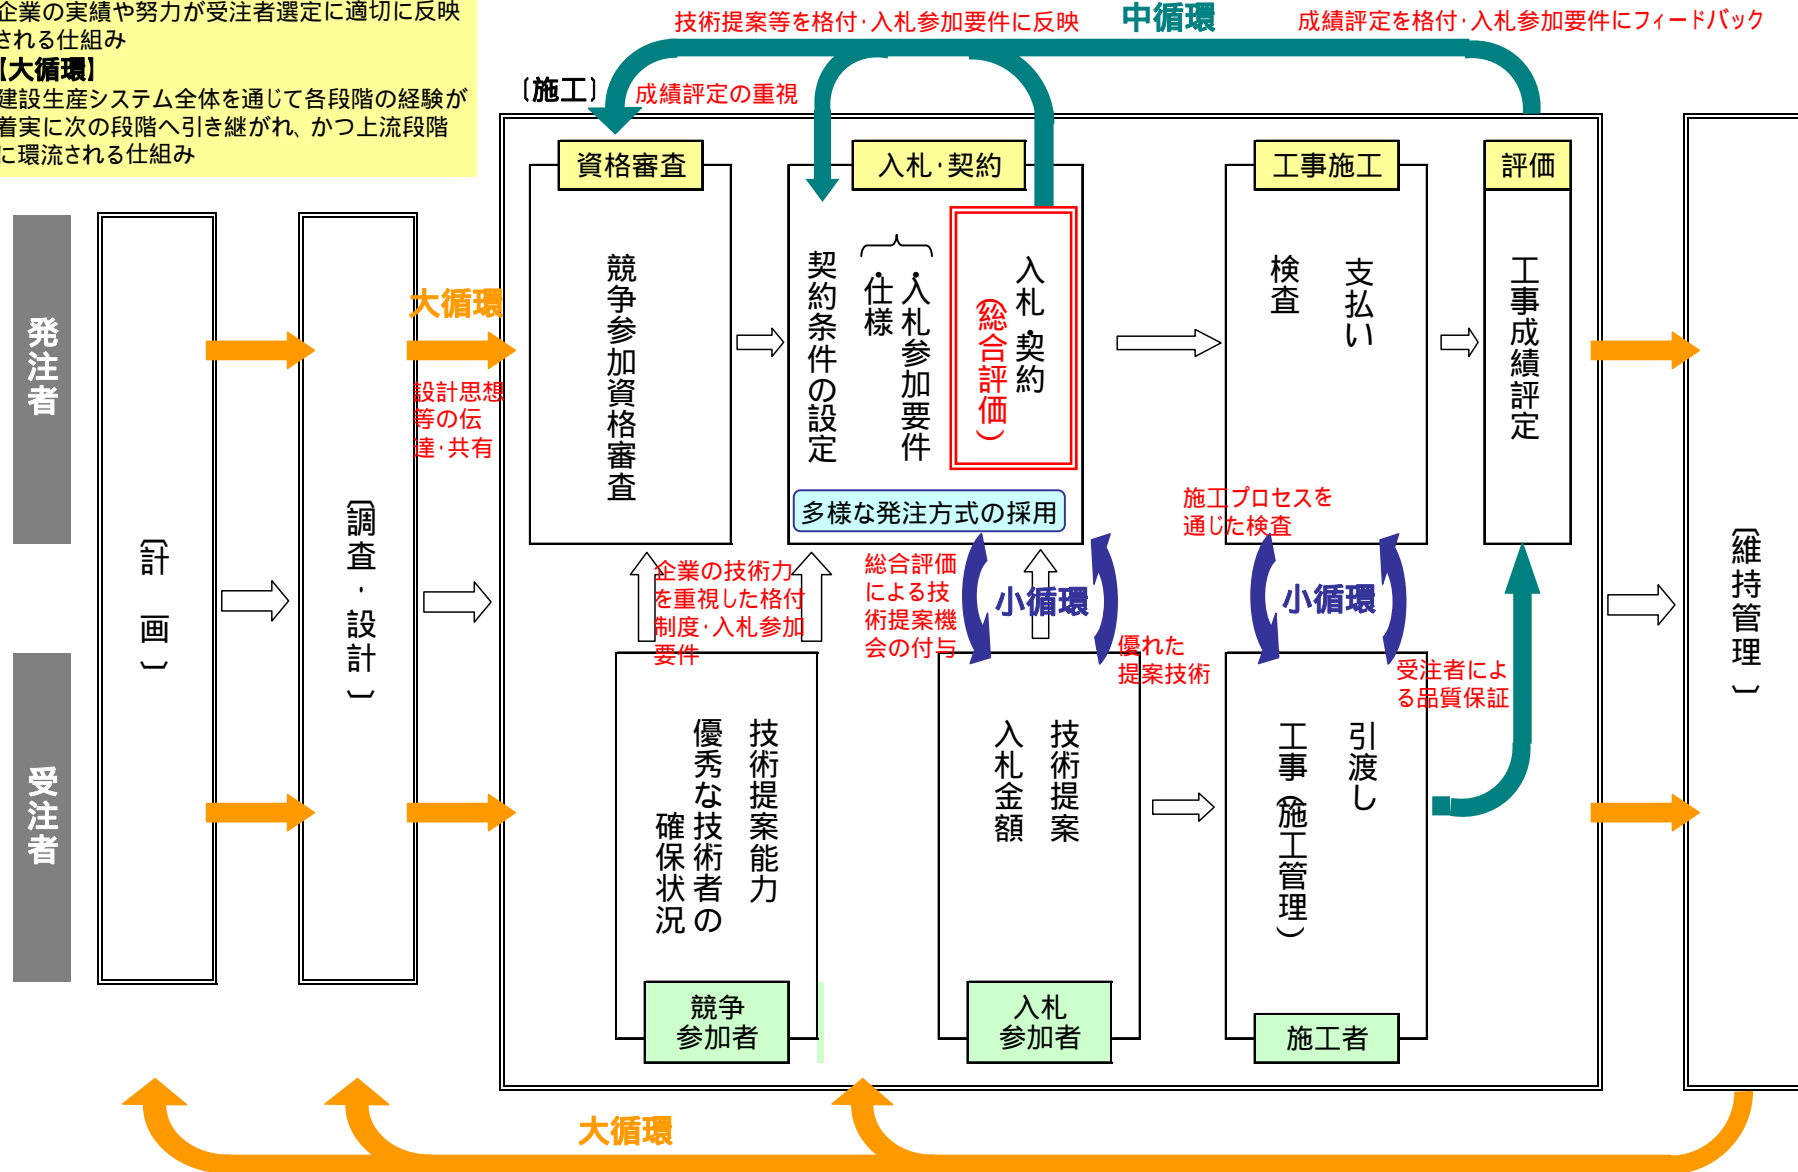 企業の実績や努力が受注者選定に適切に反映
される仕組み
【大循環】
建設生産システム全体を通じて各段階の経験が
着実に次の段階へ引き継がれ、かつ上流段階
に環流される仕組み
技術提案等を格付・入札参加要件に反映
中循環
成績評定を格付・入札参加要件にフィードバック
〔施工〕
成績評定の重視
資格審査
入札・契約
工事施工
評価
発注者
受注者
〔計 画〕
〔調査・設計〕
大循環
設計思想
等の伝
達・共有
競争参加資格審査
契約条件の設定
・仕様
・入札参加要件
入札・契約
(総合評価)
多様な発注方式の採用
検査
支払い
工事成績評定
施工プロセスを
通じた検査
企業の技術力
を重視した格付
制度・入札参加
要件
総合評価
による技
術提案機
会の付与
小循環
優れた
提案技術
小循環
受注者によ
る品質保証
〔維持管理〕
技術提案能力
優秀な技術者の
確保状況
技術提案
入札金額
引渡し
工事(施工管理)
競争
参加者
入札
参加者
施工者
大循環